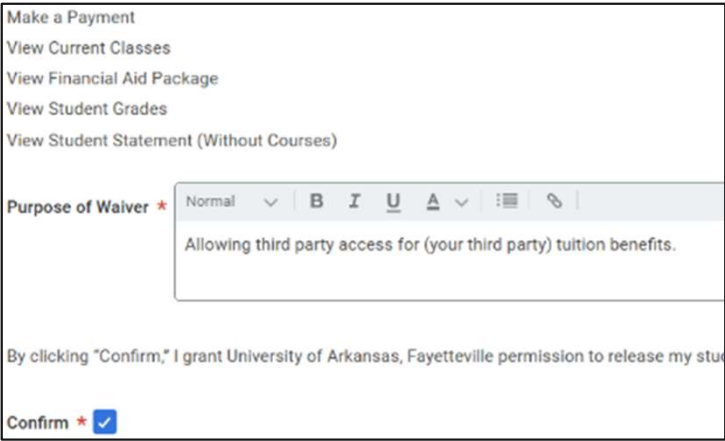 Make a Payment
View Current Classes
View Financial Aid Package
View Student Grades
View Student Statement (Without Courses)
Purpose of Waiver *
Normal B I U A
Allowing third party access for (your third party) tuition benefits.
By clicking "Confirm," I grant University of Arkansas, Fayetteville permission to release my stu
Confirm *